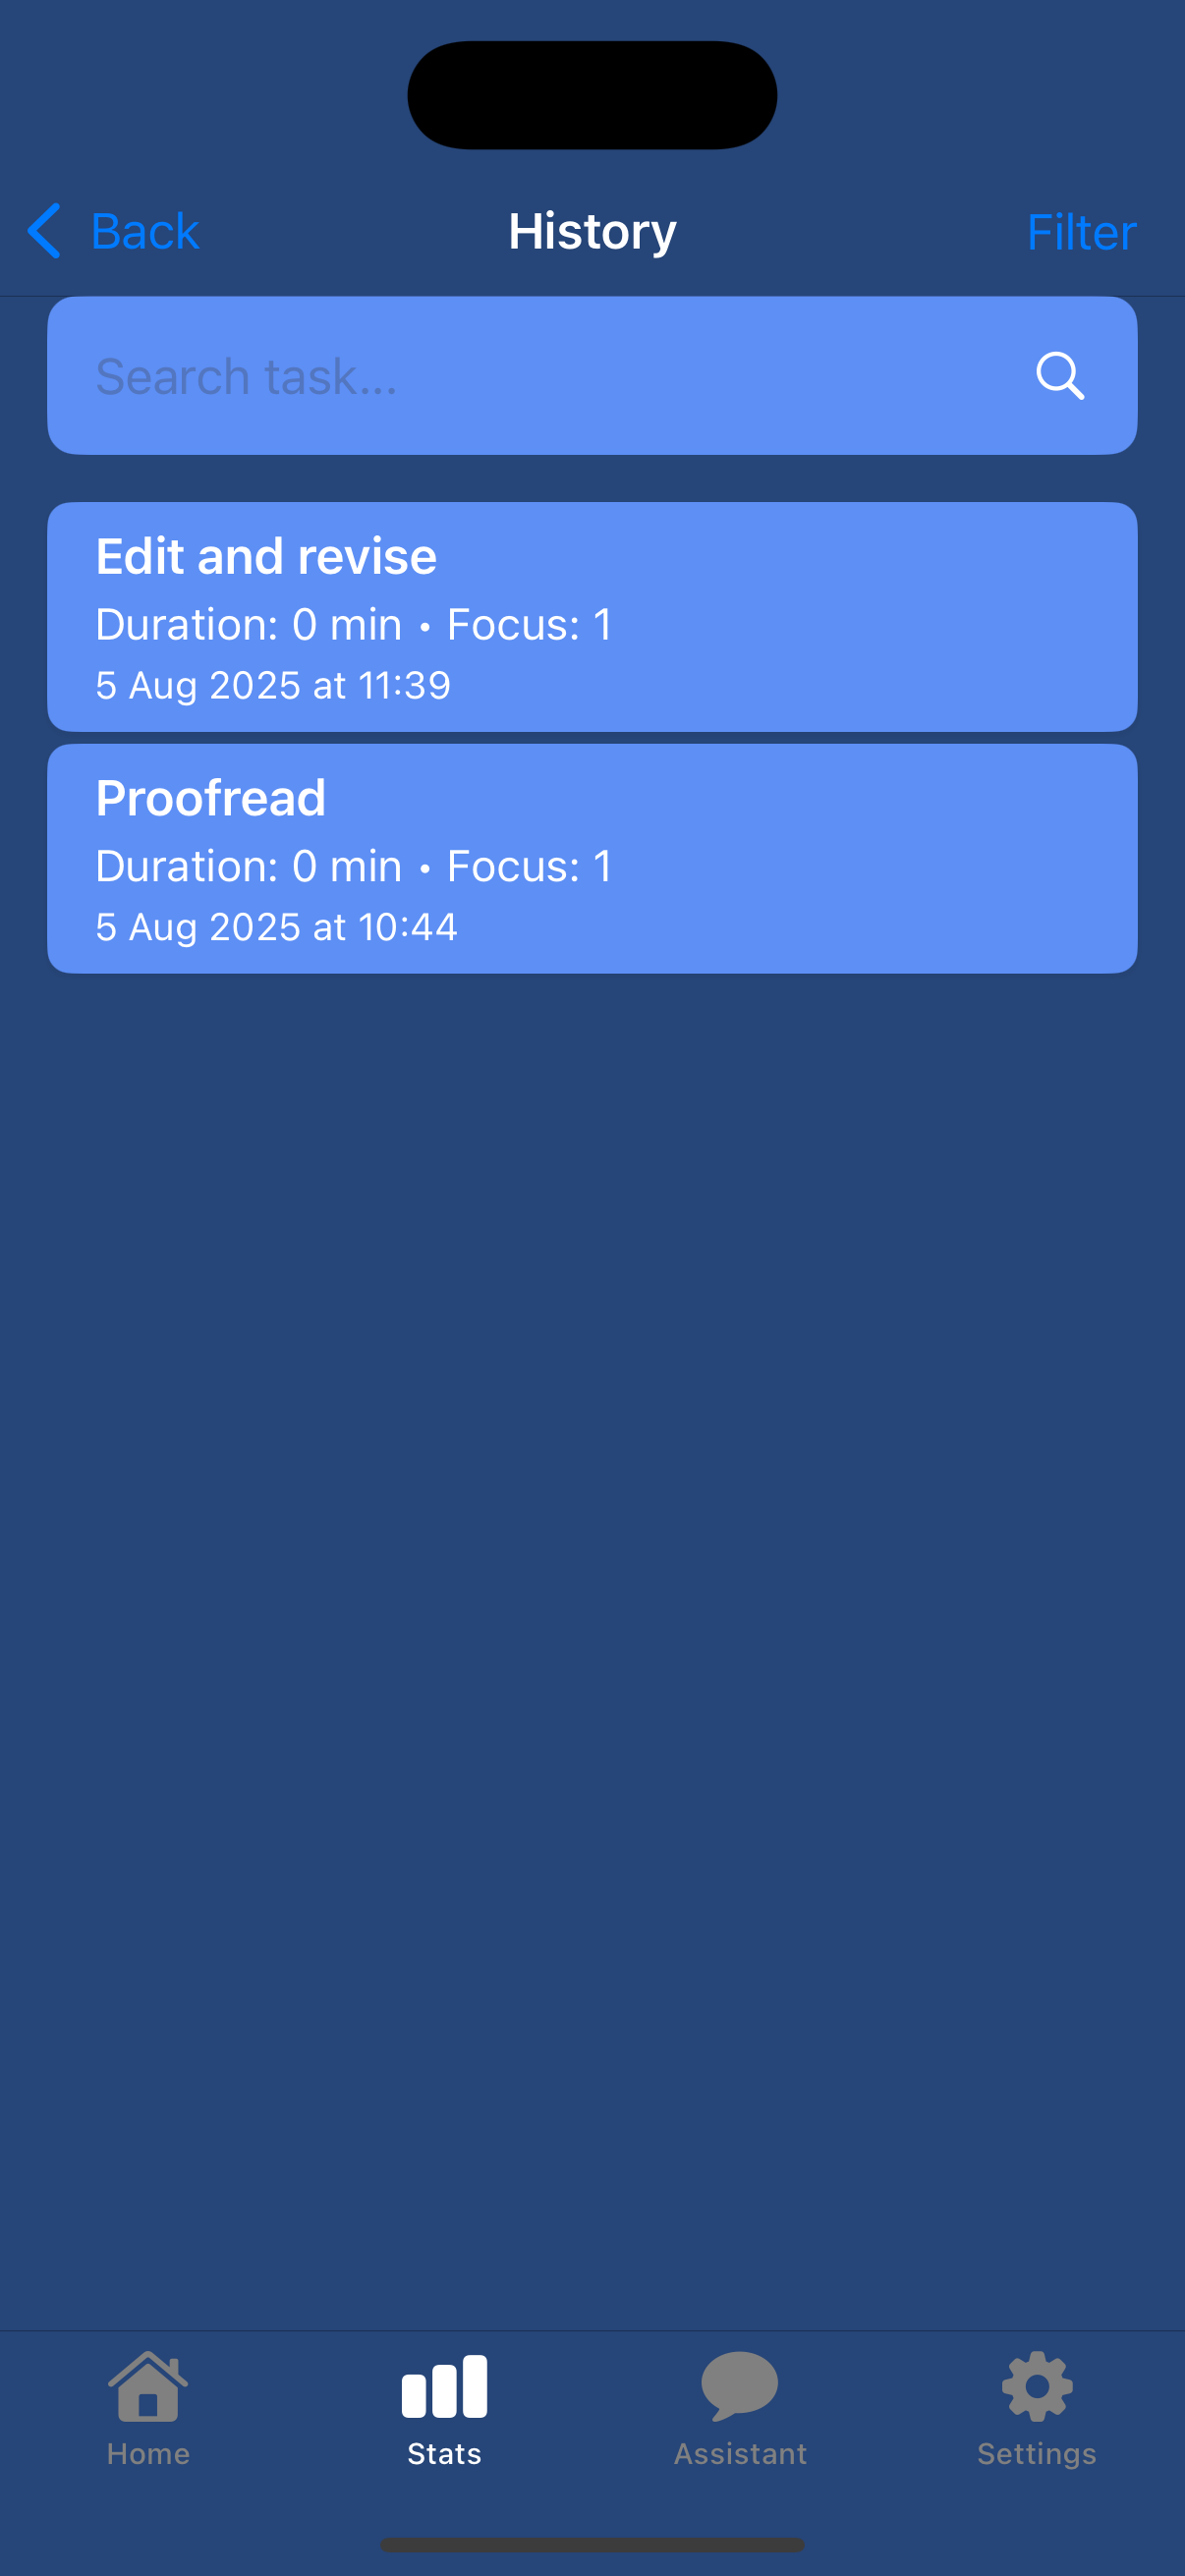 Back
History
Filter
Search task...
Edit and revise
Duration: 0 min • Focus: 1
5 Aug 2025 at 11:39
Proofread
Duration: 0 min • Focus: 1
5 Aug 2025 at 10:44
Home
Stats
Assistant
Settings